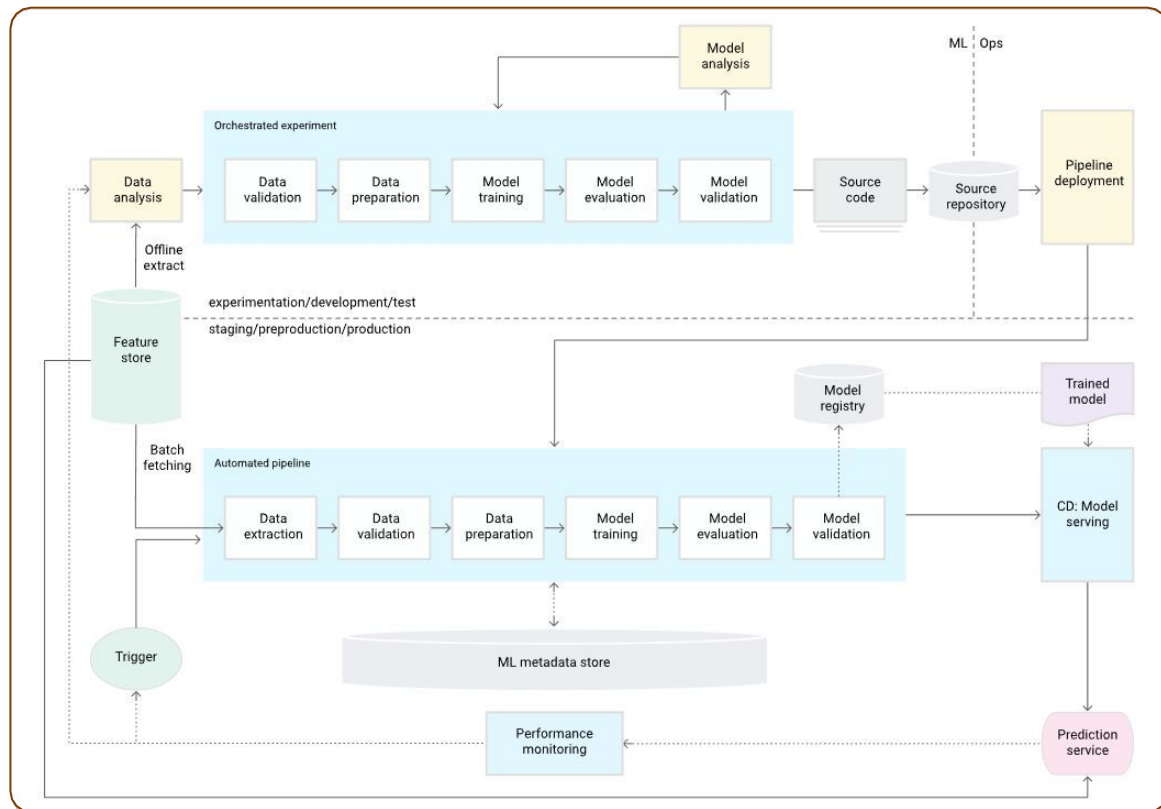 Model
analysis
ML
Ops
Orchestrated experiment
Data
analysis
Data
validation
Data
preparation
Model
training
Model
evaluation
Model
validation
Source
code
Source
repository
Pipeline
deployment
Offline
extract
experimentation/development/test
staging/preproduction/production
Feature
store
Model
registry
Trained
model
Batch
fetching
Automated pipeline
Data
extraction
Data
validation
Data
preparation
Model
training
Model
evaluation
Model
validation
CD: Model
serving
Trigger
ML metadata store
Performance
monitoring
Prediction
service